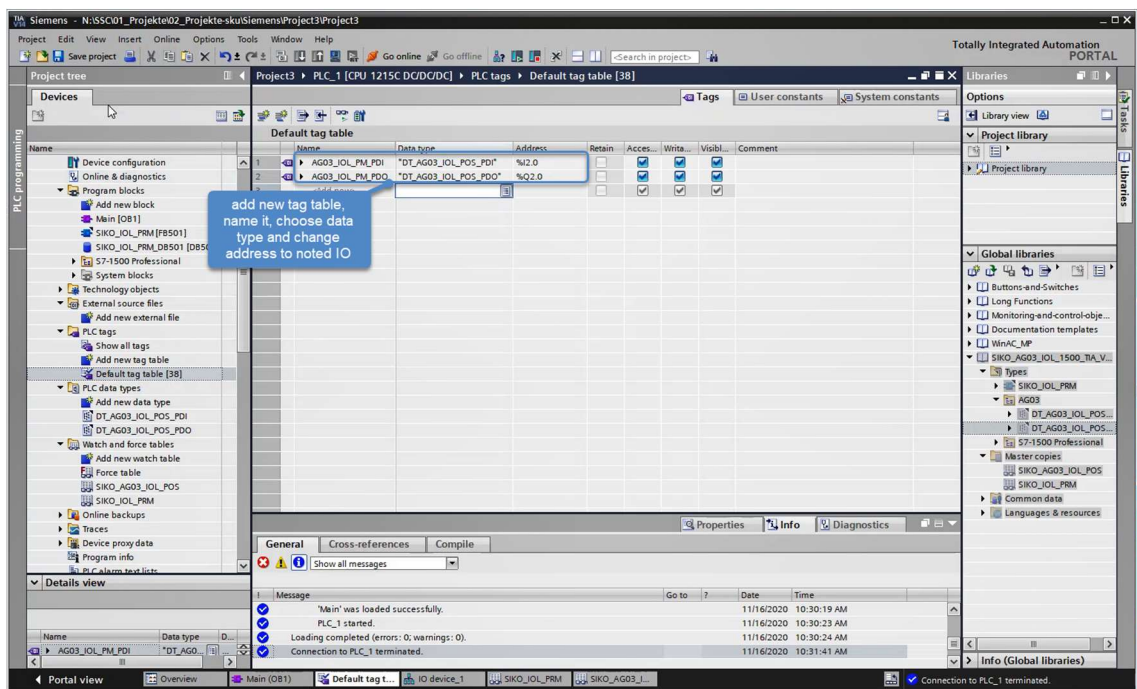 Siemens - N:\SSC\01_Projekte\02_Projekte-sku\Siemens\Project3\Project3
Project Edit View Insert Online Options Tools Window Help
Totally Integrated Automation
PORTAL
Save project Go online Go offline <Search in project>
Project tree
Project3 ▸ PLC_1 [CPU 1215C DC/DC/DC] ▸ PLC tags ▸ Default tag table [38]
Libraries
Devices
Tags User constants System constants
Options
Library view
Default tag table
Project library
Name
Name Data type Address Retain Acces... Writa... Visibl... Comment
1 AG03_IOL_PM_PDI "DT_AG03_IOL_POS_PDI" %I2.0
2 AG03_IOL_PM_PDO "DT_AG03_IOL_POS_PDO" %Q2.0
add new tag table,
name it, choose data
type and change
address to noted IO
Device configuration
Online & diagnostics
Program blocks
Add new block
Main [OB1]
SIKO_IOL_PRM [FB501]
SIKO_IOL_PRM_DB501 [DB50
S7-1500 Professional
System blocks
Technology objects
External source files
Add new external file
PLC tags
Show all tags
Add new tag table
Default tag table [38]
PLC data types
Add new data type
DT_AG03_IOL_POS_PDI
DT_AG03_IOL_POS_PDO
Watch and force tables
Add new watch table
Force table
SIKO_AG03_IOL_POS
SIKO_IOL_PRM
Online backups
Traces
Device proxy data
Program info
PLC alarm text lists
PLC programming
Project library
Global libraries
Buttons-and-Switches
Long Functions
Monitoring-and-control-obje...
Documentation templates
WinAC_MP
SIKO_AG03_IOL_1500_TIA_V...
Types
SIKO_IOL_PRM
AG03
DT_AG03_IOL_POS...
DT_AG03_IOL_POS...
S7-1500 Professional
Master copies
SIKO_AG03_IOL_POS
SIKO_IOL_PRM
Common data
Languages & resources
Tasks
Libraries
Properties Info Diagnostics
General Cross-references Compile
Show all messages
! Message Go to ? Date Time
'Main' was loaded successfully. 11/16/2020 10:30:19 AM
PLC_1 started. 11/16/2020 10:30:23 AM
Loading completed (errors: 0; warnings: 0). 11/16/2020 10:30:24 AM
Connection to PLC_1 terminated. 11/16/2020 10:31:41 AM
Details view
Name Data type D...
AG03_IOL_PM_PDI "DT_AG0... ...
Info (Global libraries)
Portal view Overview Main (OB1) Default tag t... IO device_1 SIKO_IOL_PRM SIKO_AG03_I...
Connection to PLC_1 terminated.